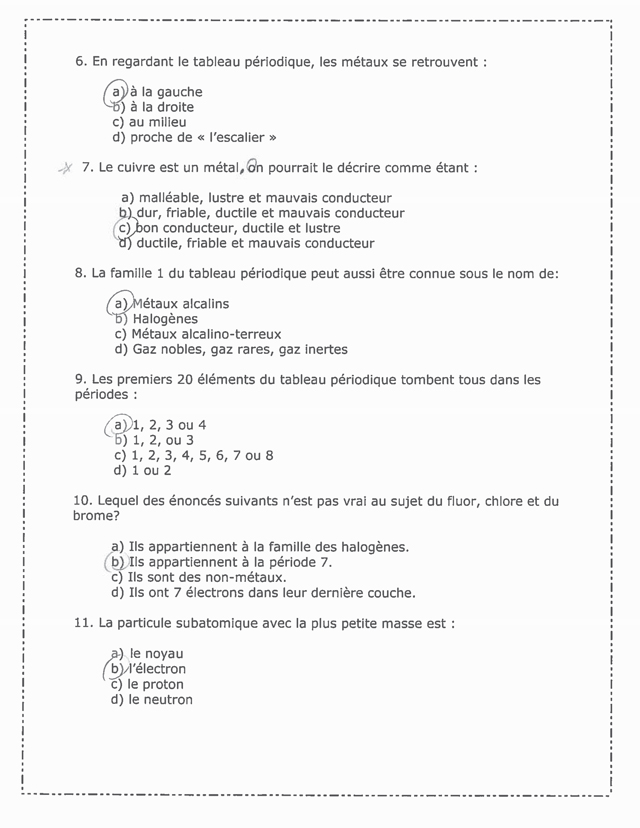 6. En regardant le tableau périodique, les métaux se retrouvent :
a) à la gauche
b) à la droite
c) au milieu
d) proche de « l'escalier »
7. Le cuivre est un métal, on pourrait le décrire comme étant :
a) malléable, lustre et mauvais conducteur
b) dur, friable, ductile et mauvais conducteur
c) bon conducteur, ductile et lustre
d) ductile, friable et mauvais conducteur
8. La famille 1 du tableau périodique peut aussi être connue sous le nom de:
a) Métaux alcalins
b) Halogènes
c) Métaux alcalino-terreux
d) Gaz nobles, gaz rares, gaz inertes
9. Les premiers 20 éléments du tableau périodique tombent tous dans les
périodes :
a) 1, 2, 3 ou 4
b) 1, 2, ou 3
c) 1, 2, 3, 4, 5, 6, 7 ou 8
d) 1 ou 2
10. Lequel des énoncés suivants n'est pas vrai au sujet du fluor, chlore et du
brome?
a) Ils appartiennent à la famille des halogènes.
b) Ils appartiennent à la période 7.
c) Ils sont des non-métaux.
d) Ils ont 7 électrons dans leur dernière couche.
11. La particule subatomique avec la plus petite masse est :
a) le noyau
b) l'électron
c) le proton
d) le neutron